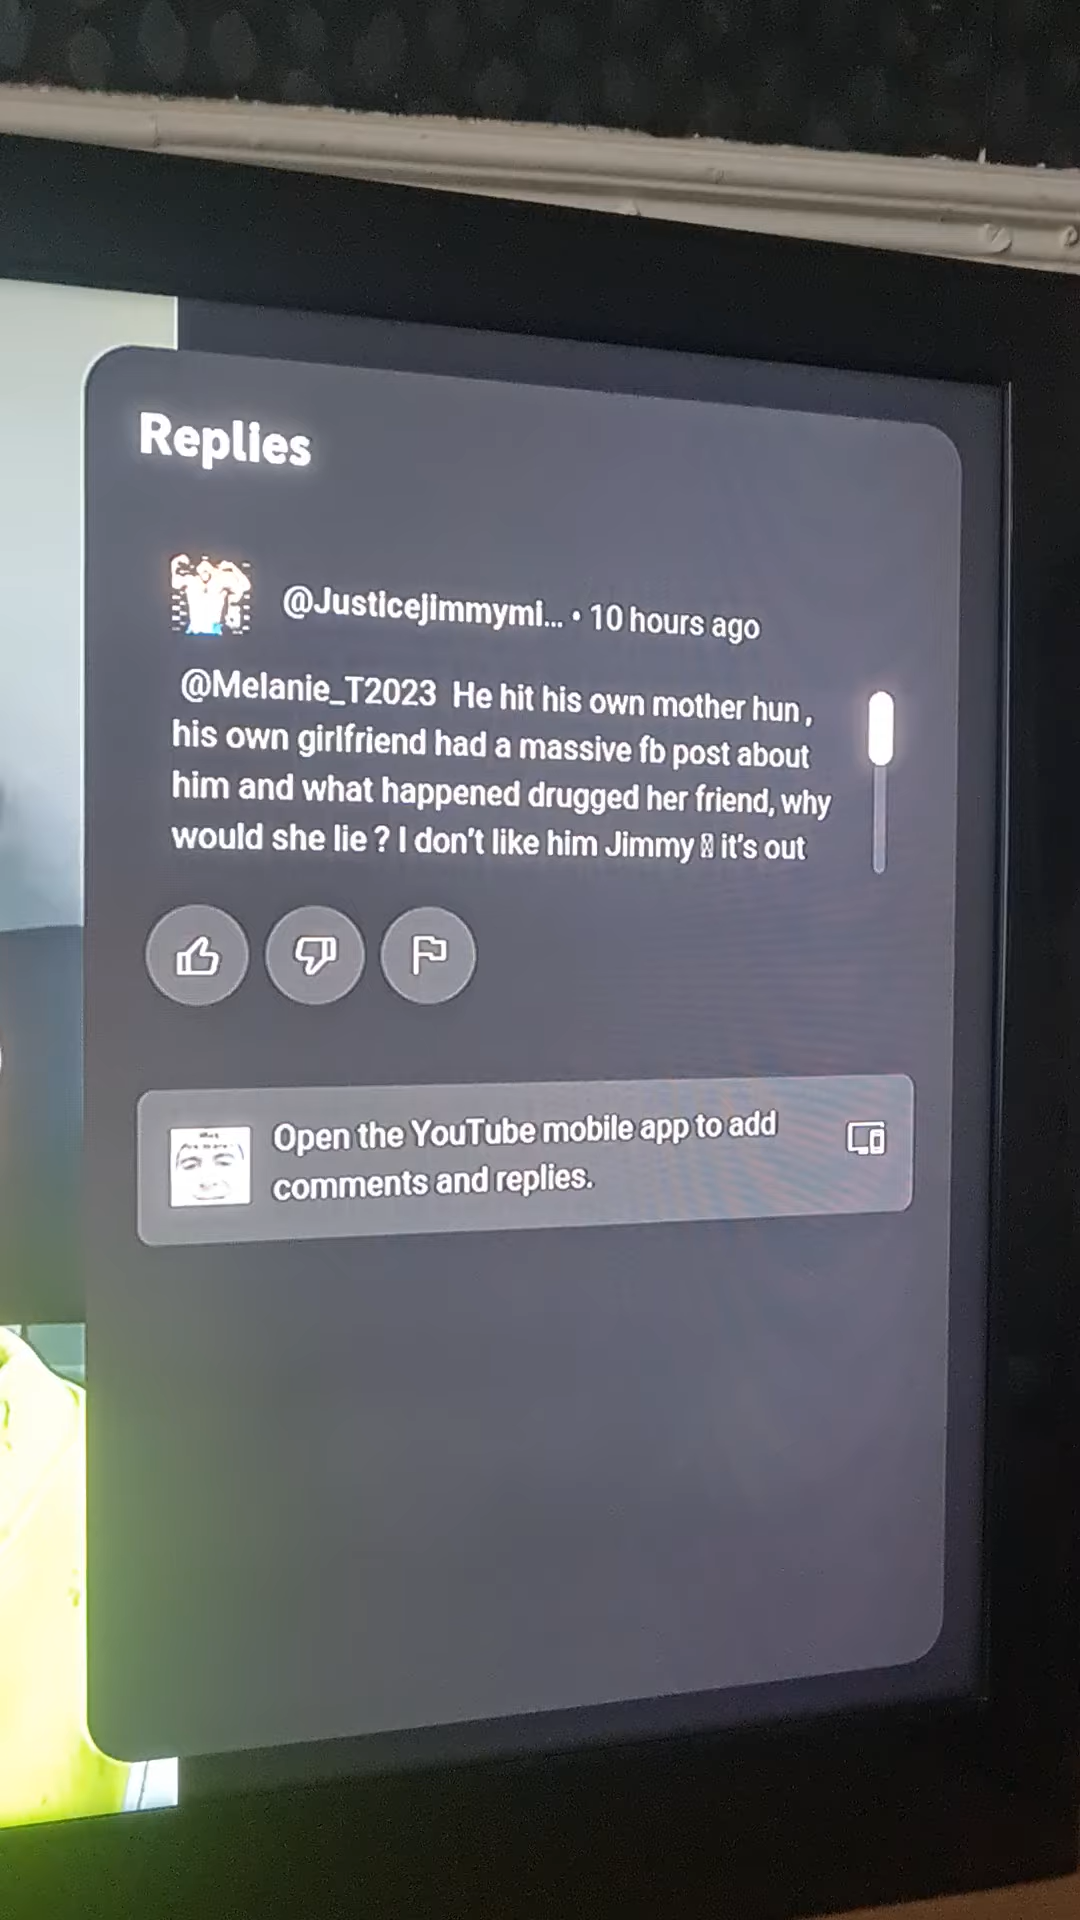 Replies
@Justicejimmymi... • 10 hours ago
@Melanie_T2023 He hit his own mother hun,
his own girlfriend had a massive fb post about
him and what happened drugged her friend, why
would she lie ? I don't like him Jimmy ▯ it's out
Open the YouTube mobile app to add
comments and replies.